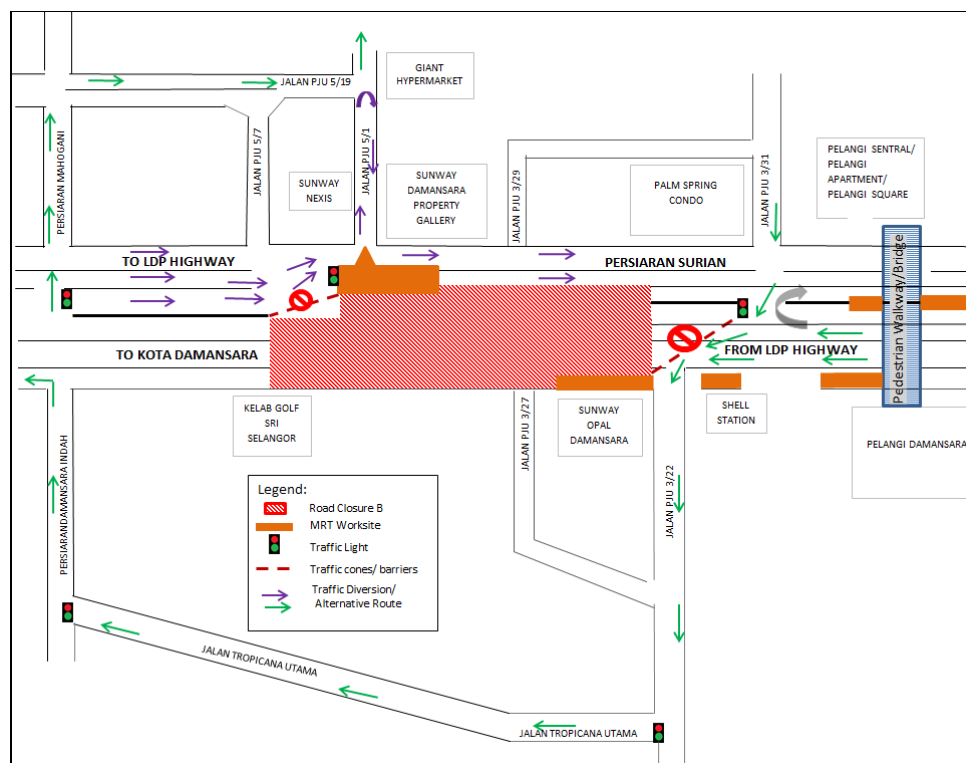 GIANT
HYPERMARKET
JALAN PJU 5/19
PERSIARAN MAHOGANI
JALAN PJU 5/7
JALAN PJU 5/1
SUNWAY
NEXIS
SUNWAY
DAMANSARA
PROPERTY
GALLERY
JALAN PJU 3/29
PALM SPRING
CONDO
JALAN PJU 3/31
PELANGI SENTRAL/
PELANGI
APARTMENT/
PELANGI SQUARE
TO LDP HIGHWAY
PERSIARAN SURIAN
TO KOTA DAMANSARA
FROM LDP HIGHWAY
Pedestrian Walkway/Bridge
KELAB GOLF
SRI
SELANGOR
JALAN PJU 3/27
SUNWAY
OPAL
DAMANSARA
SHELL
STATION
PELANGI DAMANSARA
JALAN PJU 3/22
PERSIARANDAMANSARA INDAH
Legend:
Road Closure B
MRT Worksite
Traffic Light
Traffic cones/ barriers
Traffic Diversion/
Alternative Route
JALAN TROPICANA UTAMA
JALAN TROPICANA UTAMA